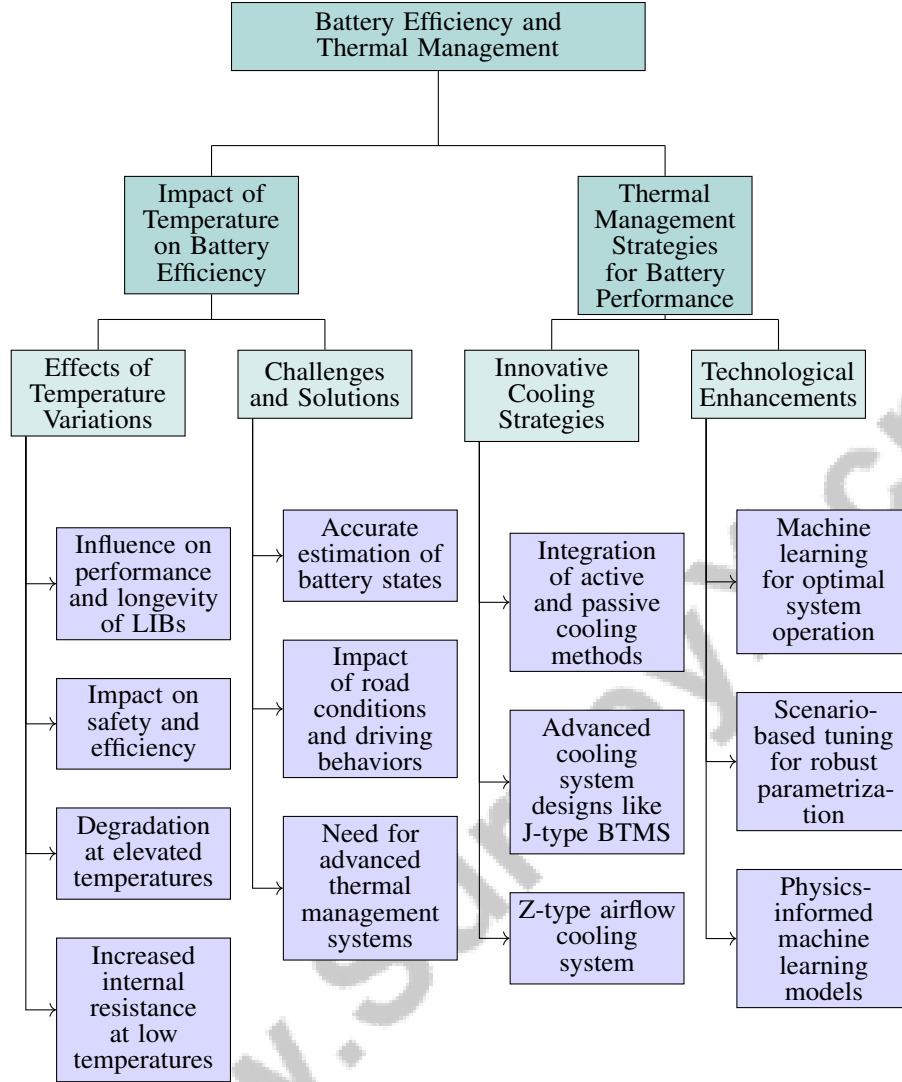 Battery Efficiency and
Thermal Management
Impact of
Temperature
on Battery
Efficiency
Thermal
Management
Strategies
for Battery
Performance
Effects of
Temperature
Variations
Challenges
and Solutions
Innovative
Cooling
Strategies
Technological
Enhancements
Influence on
performance
and longevity
of LIBs
Impact on
safety and
efficiency
Degradation
at elevated
temperatures
Increased
internal
resistance
at low
temperatures
Accurate
estimation of
battery states
Impact
of road
conditions
and driving
behaviors
Need for
advanced
thermal
management
systems
Integration
of active
and passive
cooling
methods
Advanced
cooling
system
designs like
J-type BTMS
Z-type airflow
cooling
system
Machine
learning
for optimal
system
operation
Scenario-
based tuning
for robust
parametriza-
tion
Physics-
informed
machine
learning
models